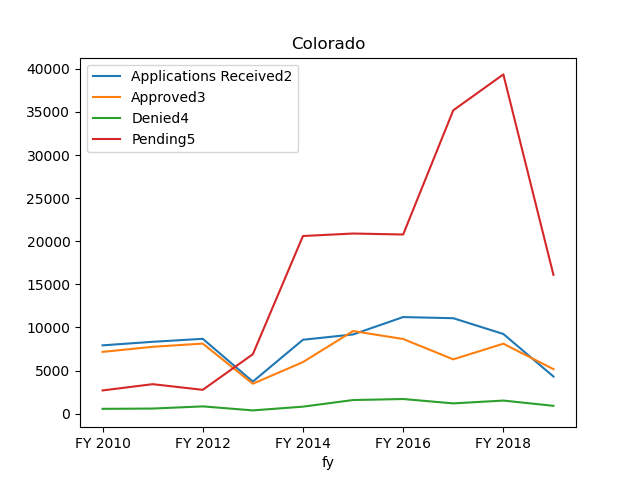 Colorado
Applications Received2
Approved3
Denied4
Pending5
40000
35000
30000
25000
20000
15000
10000
5000
0
FY 2010 FY 2012 FY 2014 FY 2016 FY 2018
fy